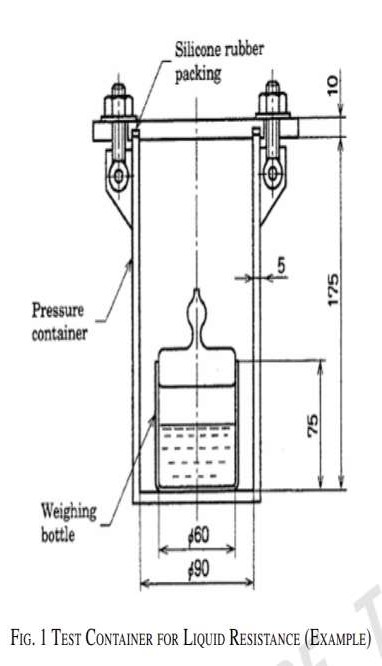 Silicone rubber
packing
10
5
175
Pressure
container
75
Weighing
bottle
ϕ60
ϕ90
FIG. 1 TEST CONTAINER FOR LIQUID RESISTANCE (EXAMPLE)